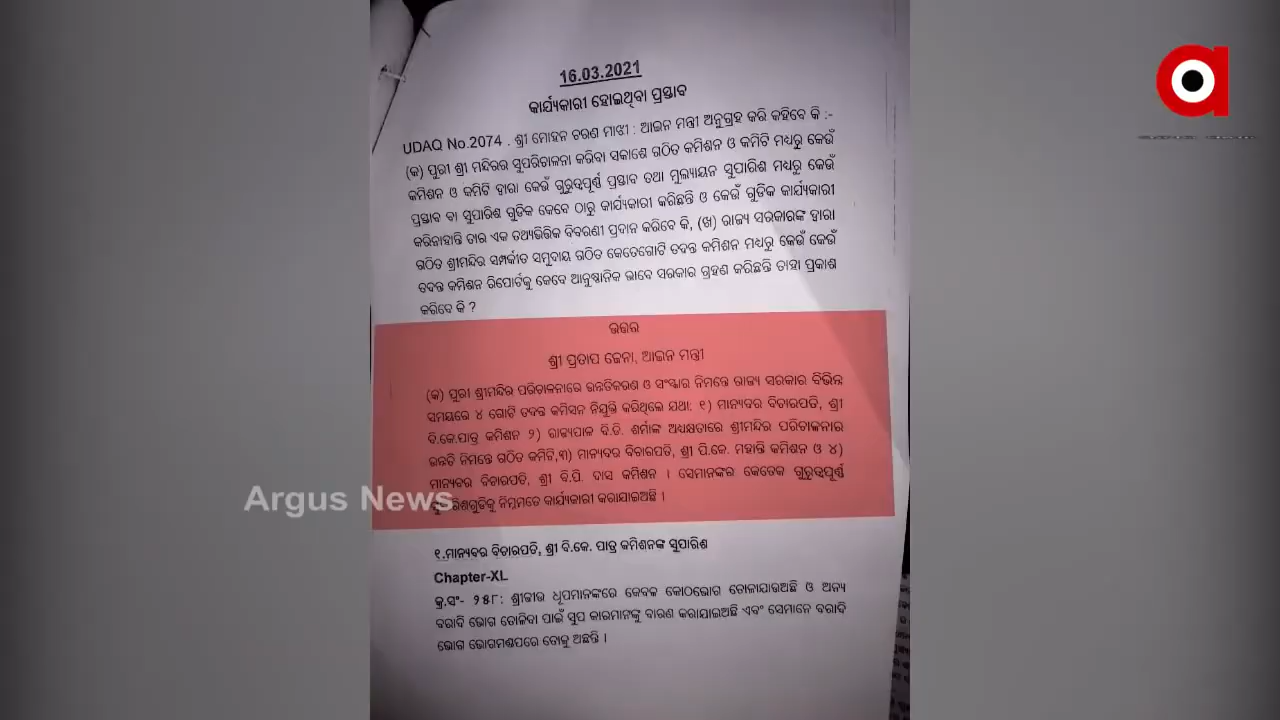 16.03.2021
କାର୍ଯ୍ୟକାରୀ ହୋଇଥିବା ପ୍ରସ୍ତାବ
UDAQ No.2074 . ଶ୍ରୀ ମୋହନ ଚରଣ ମାଝୀ : ଆଇନ ମନ୍ତ୍ରୀ ଅନୁଗ୍ରହ କରି କହିବେ କି :-
(କ) ପୁରୀ ଶ୍ରୀ ମନ୍ଦିରର ସୁପରିଚାଳନା କରିବା ସକାଶେ ଗଠିତ କମିଶନ ଓ କମିଟି ମଧ୍ୟରୁ କେଉଁ
କମିଶନ ଓ କମିଟି ଦ୍ୱାରା କେଉଁ ଗୁରୁତ୍ୱପୂର୍ଣ୍ଣ ପ୍ରସ୍ତାବ ତଥା ମୂଲ୍ୟାୟନ ସୁପାରିଶ ମଧ୍ୟରୁ କେଉଁ
ପ୍ରସ୍ତାବ ବା ସୁପାରିଶ ଗୁଡିକ କେବେ ଠାରୁ କାର୍ଯ୍ୟକାରୀ କରିଛନ୍ତି ଓ କେଉଁ ଗୁଡିକ କାର୍ଯ୍ୟକାରୀ
କରିନାହାନ୍ତି ତାର ଏକ ତଥ୍ୟଭିତ୍ତିକ ବିବରଣୀ ପ୍ରଦାନ କରିବେ କି, (ଖ) ରାଜ୍ୟ ସରକାରଙ୍କ ଦ୍ୱାରା
ଗଠିତ ଶ୍ରୀମନ୍ଦିର ସମ୍ପର୍କୀତ ସମୁଦାୟ ଗଠିତ କେତେଗୋଟି ତଦନ୍ତ କମିଶନ ମଧ୍ୟରୁ କେଉଁ କେଉଁ
ତଦନ୍ତ କମିଶନ ରିପୋର୍ଟକୁ କେବେ ଆନୁଷ୍ଠାନିକ ଭାବେ ସରକାର ଗ୍ରହଣ କରିଛନ୍ତି ତାହା ପ୍ରକାଶ
କରିବେ କି ?
ଉତ୍ତର
ଶ୍ରୀ ପ୍ରତାପ ଜେନା, ଆଇନ ମନ୍ତ୍ରୀ
(କ) ପୁରୀ ଶ୍ରୀମନ୍ଦିର ପରିଚାଳନାରେ ଉନ୍ନତିକରଣ ଓ ସଂସ୍କାର ନିମନ୍ତେ ରାଜ୍ୟ ସରକାର ବିଭିନ୍ନ
ସମୟରେ ୪ ଗୋଟି ତଦନ୍ତ କମିସନ ନିଯୁକ୍ତି କରିଥିଲେ ଯଥା: ୧) ମାନ୍ୟବର ବିଚାରପତି, ଶ୍ରୀ
ବି.କେ.ପାତ୍ର କମିଶନ ୨) ରାଜ୍ୟପାଳ ବି.ଡି. ଶର୍ମାଙ୍କ ଅଧ୍ୟକ୍ଷତାରେ ଶ୍ରୀମନ୍ଦିର ପରିଚାଳନାର
ଉନ୍ନତି ନିମନ୍ତେ ଗଠିତ କମିଟି,୩) ମାନ୍ୟବର ବିଚାରପତି, ଶ୍ରୀ ପି.କେ. ମହାନ୍ତି କମିଶନ ଓ ୪)
ମାନ୍ୟବର ବିଚାରପତି, ଶ୍ରୀ ବି.ପି. ଦାସ କମିଶନ । ସେମାନଙ୍କର କେତେକ ଗୁରୁତ୍ୱପୂର୍ଣ୍ଣ
ସୁପାରିଶଗୁଡିକୁ ନିମ୍ନମତେ କାର୍ଯ୍ୟକାରୀ କରାଯାଇଅଛି ।
Argus News
୧.ମାନ୍ୟବର ବିଚାରପତି, ଶ୍ରୀ ବି.କେ. ପାତ୍ର କମିଶନଙ୍କ ସୁପାରିଶ
Chapter-XL
କ୍ର.ସଂ- ୨୫୮: ଶ୍ରୀଜୀଉ ଧୂପମାନଙ୍କରେ କେବଳ କୋଠଭୋଗ ତୋଳାଯାଉଅଛି ଓ ଅନ୍ୟ
ବରାଦି ଭୋଗ ତୋଳିବା ପାଇଁ ସୁପ କାରମାନଙ୍କୁ ବାରଣ କରାଯାଇଅଛି ଏବଂ ସେମାନେ ବରାଦି
ଭୋଗ ଭୋଗମଣ୍ଡପରେ ତୋଳୁ ଅଛନ୍ତି ।